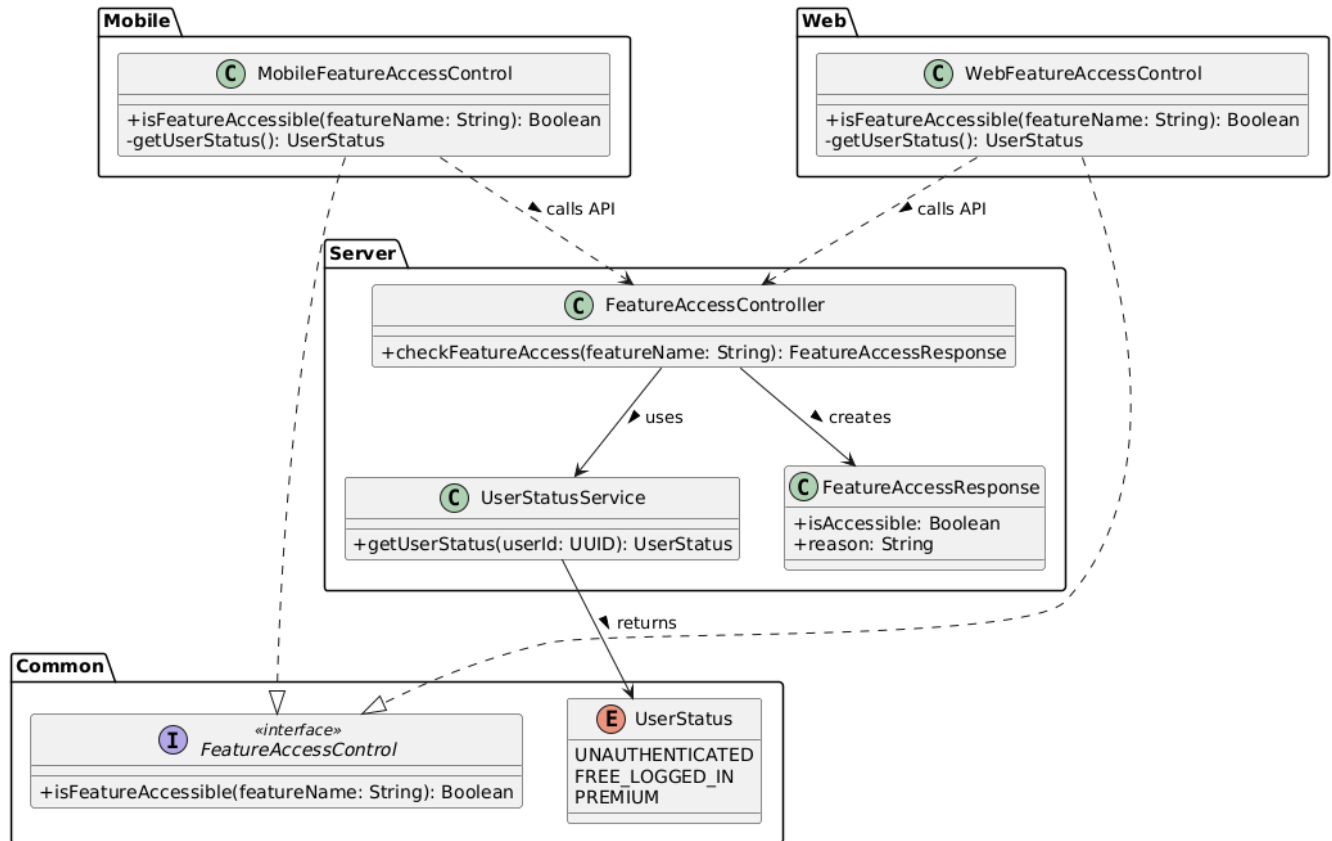 Mobile
C MobileFeatureAccessControl
+isFeatureAccessible(featureName: String): Boolean
-getUserStatus(): UserStatus
Web
C WebFeatureAccessControl
+isFeatureAccessible(featureName: String): Boolean
-getUserStatus(): UserStatus
calls API
calls API
Server
C FeatureAccessController
+checkFeatureAccess(featureName: String): FeatureAccessResponse
uses
creates
C UserStatusService
+getUserStatus(userId: UUID): UserStatus
C FeatureAccessResponse
+isAccessible: Boolean
+reason: String
returns
Common
I «interface»
FeatureAccessControl
+isFeatureAccessible(featureName: String): Boolean
E UserStatus
UNAUTHENTICATED
FREE_LOGGED_IN
PREMIUM